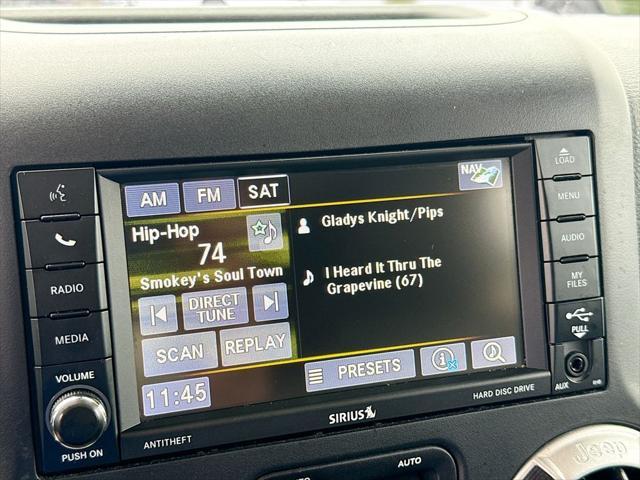 LOAD
NAV
MENU
AM FM SAT
Hip-Hop
74
Smokey's Soul Town
Gladys Knight/Pips
I Heard It Thru The
Grapevine (67)
AUDIO
MY
FILES
RADIO
MEDIA
DIRECT
TUNE
PULL
SCAN
REPLAY
PRESETS
11:45
VOLUME
PUSH ON
AUX
SIRIUS
HARD DISC DRIVE
ANTITHEFT
AUTO
Jeep